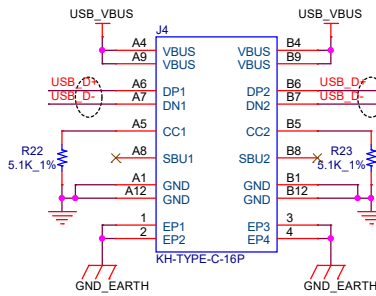 USB_VBUS USB_VBUS
J4
A4 VBUS VBUS B4
A9 VBUS VBUS B9
USB_D+ A6 DP1 DP2 B6 USB_D+
USB_D- A7 DN1 DN2 B7 USB_D-
A5 CC1 CC2 B5
R22 R23
5.1K_1% 5.1K_1%
A8 SBU1 SBU2 B8
A1 GND GND B1
A12 GND GND B12
1 EP1 EP3 3
2 EP2 EP4 4
KH-TYPE-C-16P
GND_EARTH GND_EARTH